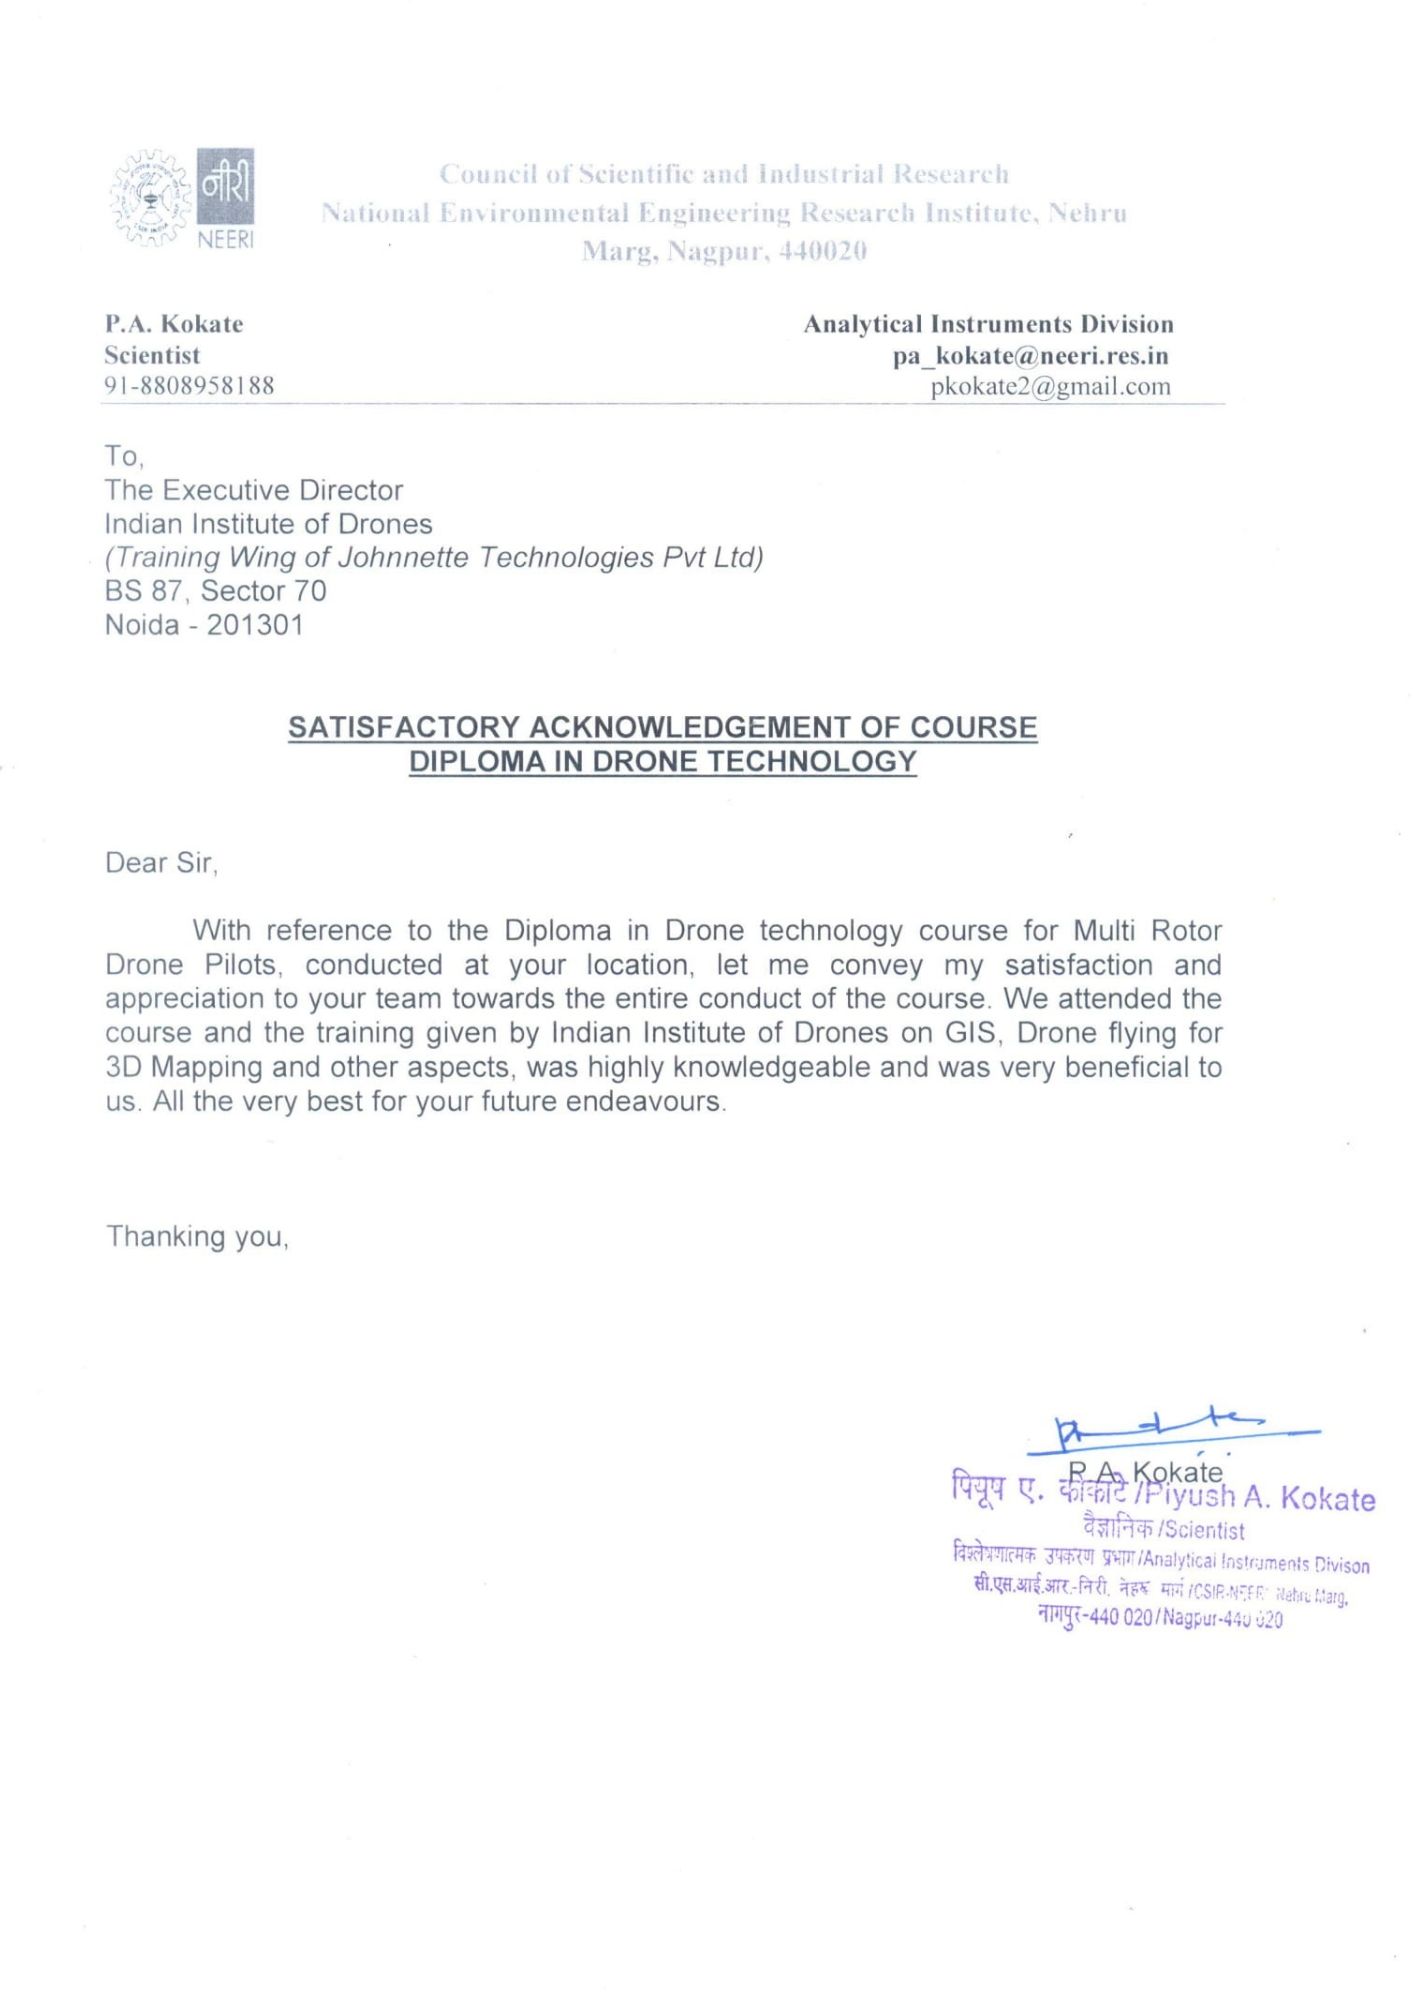 नीरी
NEERI
Council of Scientific and Industrial Research
National Environmental Engineering Research Institute, Nehru
Marg, Nagpur, 440020
P.A. Kokate
Analytical Instruments Division
Scientist
pa_kokate@neeri.res.in
91-8808958188
pkokate2@gmail.com
To,
The Executive Director
Indian Institute of Drones
(Training Wing of Johnnette Technologies Pvt Ltd)
BS 87, Sector 70
Noida - 201301
SATISFACTORY ACKNOWLEDGEMENT OF COURSE
DIPLOMA IN DRONE TECHNOLOGY
Dear Sir,
With reference to the Diploma in Drone technology course for Multi Rotor
Drone Pilots, conducted at your location, let me convey my satisfaction and
appreciation to your team towards the entire conduct of the course. We attended the
course and the training given by Indian Institute of Drones on GIS, Drone flying for
3D Mapping and other aspects, was highly knowledgeable and was very beneficial to
us. All the very best for your future endeavours.
Thanking you,
P.A. Kokate
पियूष ए. कोकाटे /Piyush A. Kokate
वैज्ञानिक /Scientist
विश्लेषणात्मक उपकरण प्रभाग /Analytical Instruments Divison
सी.एस.आई.आर.-निरी, नेहरू मार्ग /CSIR-NEERI Nehru Marg,
नागपुर-440 020/Nagpur-440 020